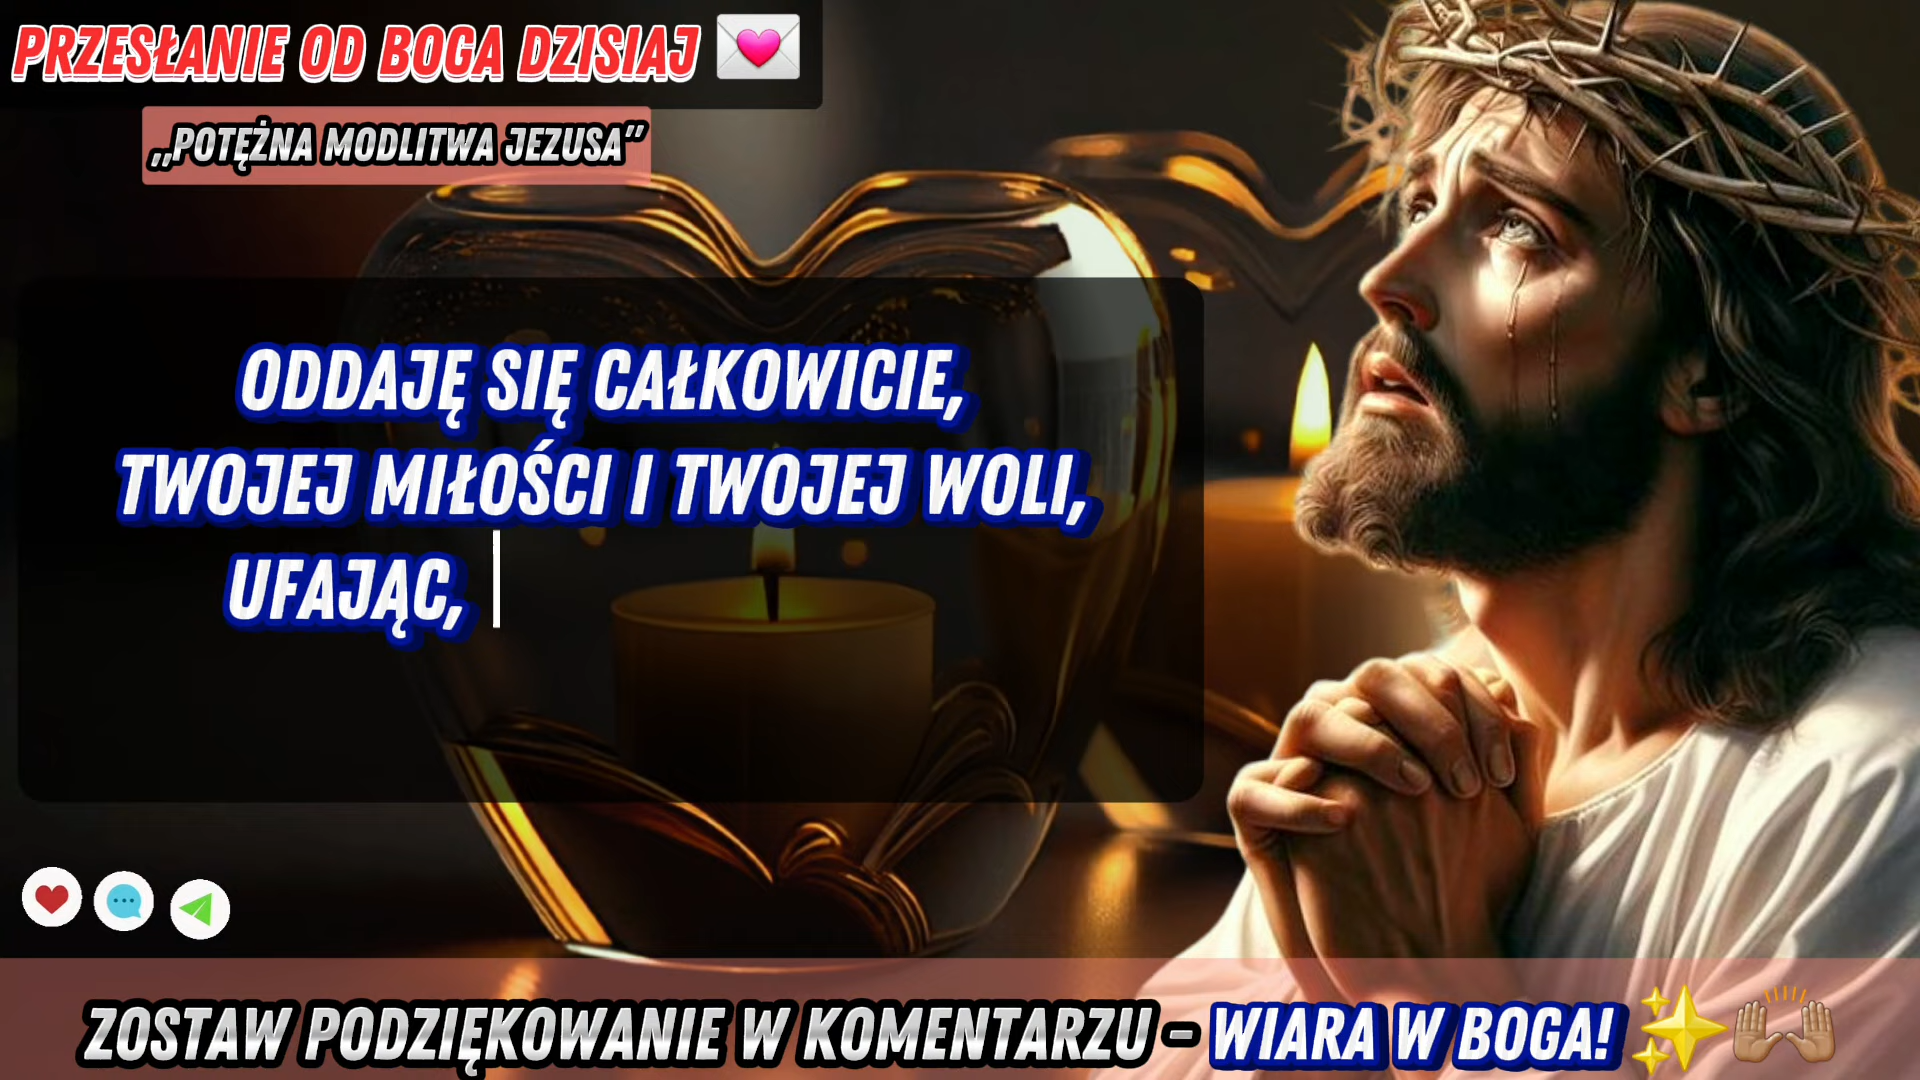 PRZESŁANIE OD BOGA DZISIAJ
,,POTĘŻNA MODLITWA JEZUSA”
ODDAJĘ SIĘ CAŁKOWICIE,
TWOJEJ MIŁOŚCI I TWOJEJ WOLI,
UFAJĄC,
ZOSTAW PODZIĘKOWANIE W KOMENTARZU - WIARA W BOGA!